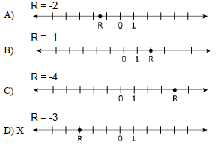 R = -2
A)
R 0 1
R = -1
B)
0 1 R
R = -4
C)
0 1 R
R = -3
D) X
R 0 1